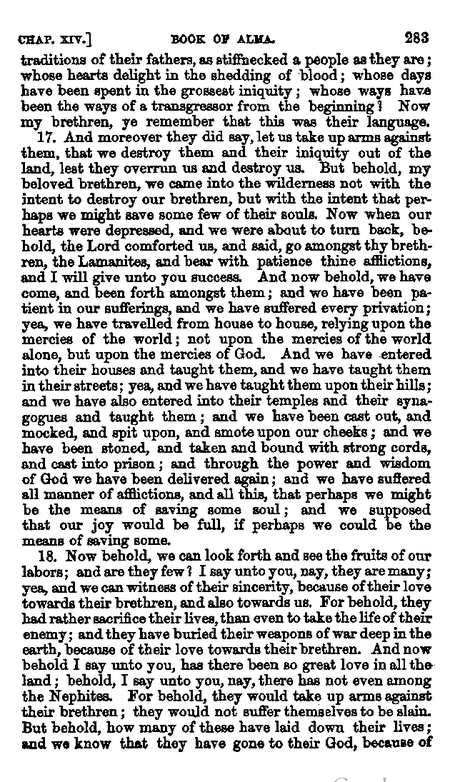 CHAP. XIV.] BOOK OF ALMA. 283
traditions of their fathers, as stiffnecked a people as they are;
whose hearts delight in the shedding of blood; whose days
have been spent in the grossest iniquity; whose ways have
been the ways of a transgressor from the beginning? Now
my brethren, ye remember that this was their language.
17. And moreover they did say, let us take up arms against
them, that we destroy them and their iniquity out of the
land, lest they overrun us and destroy us. But behold, my
beloved brethren, we came into the wilderness not with the
intent to destroy our brethren, but with the intent that per-
haps we might save some few of their souls. Now when our
hearts were depressed, and we were about to turn back, be-
hold, the Lord comforted us, and said, go amongst thy breth-
ren, the Lamanites, and bear with patience thine afflictions,
and I will give unto you success. And now behold, we have
come, and been forth amongst them; and we have been pa-
tient in our sufferings, and we have suffered every privation;
yea, we have travelled from house to house, relying upon the
mercies of the world; not upon the mercies of the world
alone, but upon the mercies of God. And we have entered
into their houses and taught them, and we have taught them
in their streets; yea, and we have taught them upon their hills;
and we have also entered into their temples and their syna-
gogues and taught them; and we have been cast out, and
mocked, and spit upon, and smote upon our cheeks; and we
have been stoned, and taken and bound with strong cords,
and cast into prison; and through the power and wisdom
of God we have been delivered again; and we have suffered
all manner of afflictions, and all this, that perhaps we might
be the means of saving some soul; and we supposed
that our joy would be full, if perhaps we could be the
means of saving some.
18. Now behold, we can look forth and see the fruits of our
labors; and are they few? I say unto you, nay, they are many;
yea, and we can witness of their sincerity, because of their love
towards their brethren, and also towards us. For behold, they
had rather sacrifice their lives, than even to take the life of their
enemy; and they have buried their weapons of war deep in the
earth, because of their love towards their brethren. And now
behold I say unto you, has there been so great love in all the
land; behold, I say unto you, nay, there has not even among
the Nephites. For behold, they would take up arms against
their brethren; they would not suffer themselves to be slain.
But behold, how many of these have laid down their lives;
and we know that they have gone to their God, because of